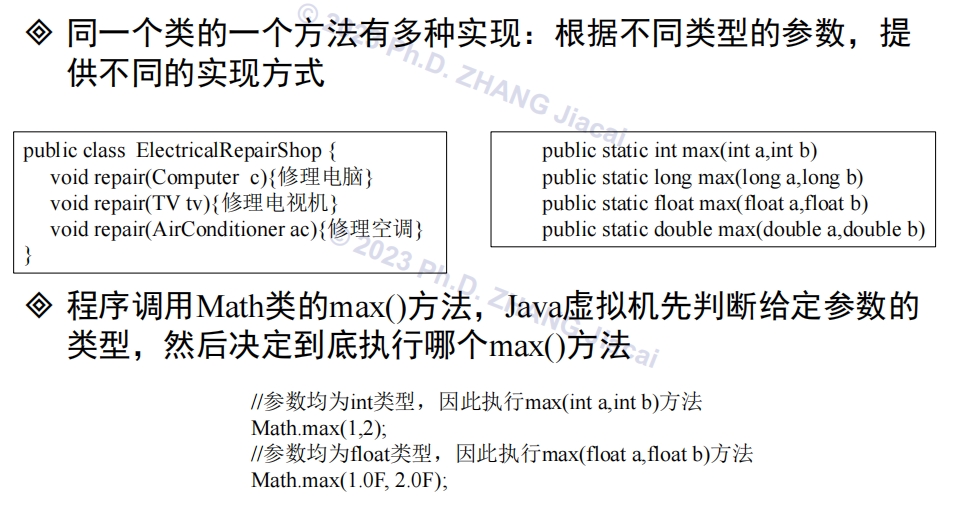 © 2023 Ph.D. ZHANG Jiacai
同一个类的一个方法有多种实现：根据不同类型的参数，提
供不同的实现方式
public class ElectricalRepairShop {
void repair(Computer c){修理电脑}
void repair(TV tv){修理电视机}
void repair(AirConditioner ac){修理空调}
}
public static int max(int a,int b)
public static long max(long a,long b)
public static float max(float a,float b)
public static double max(double a,double b)
© 2023 Ph.D. ZHANG Jiacai
程序调用Math类的max()方法，Java虚拟机先判断给定参数的
类型，然后决定到底执行哪个max()方法
//参数均为int类型，因此执行max(int a,int b)方法
Math.max(1,2);
//参数均为float类型，因此执行max(float a,float b)方法
Math.max(1.0F, 2.0F);